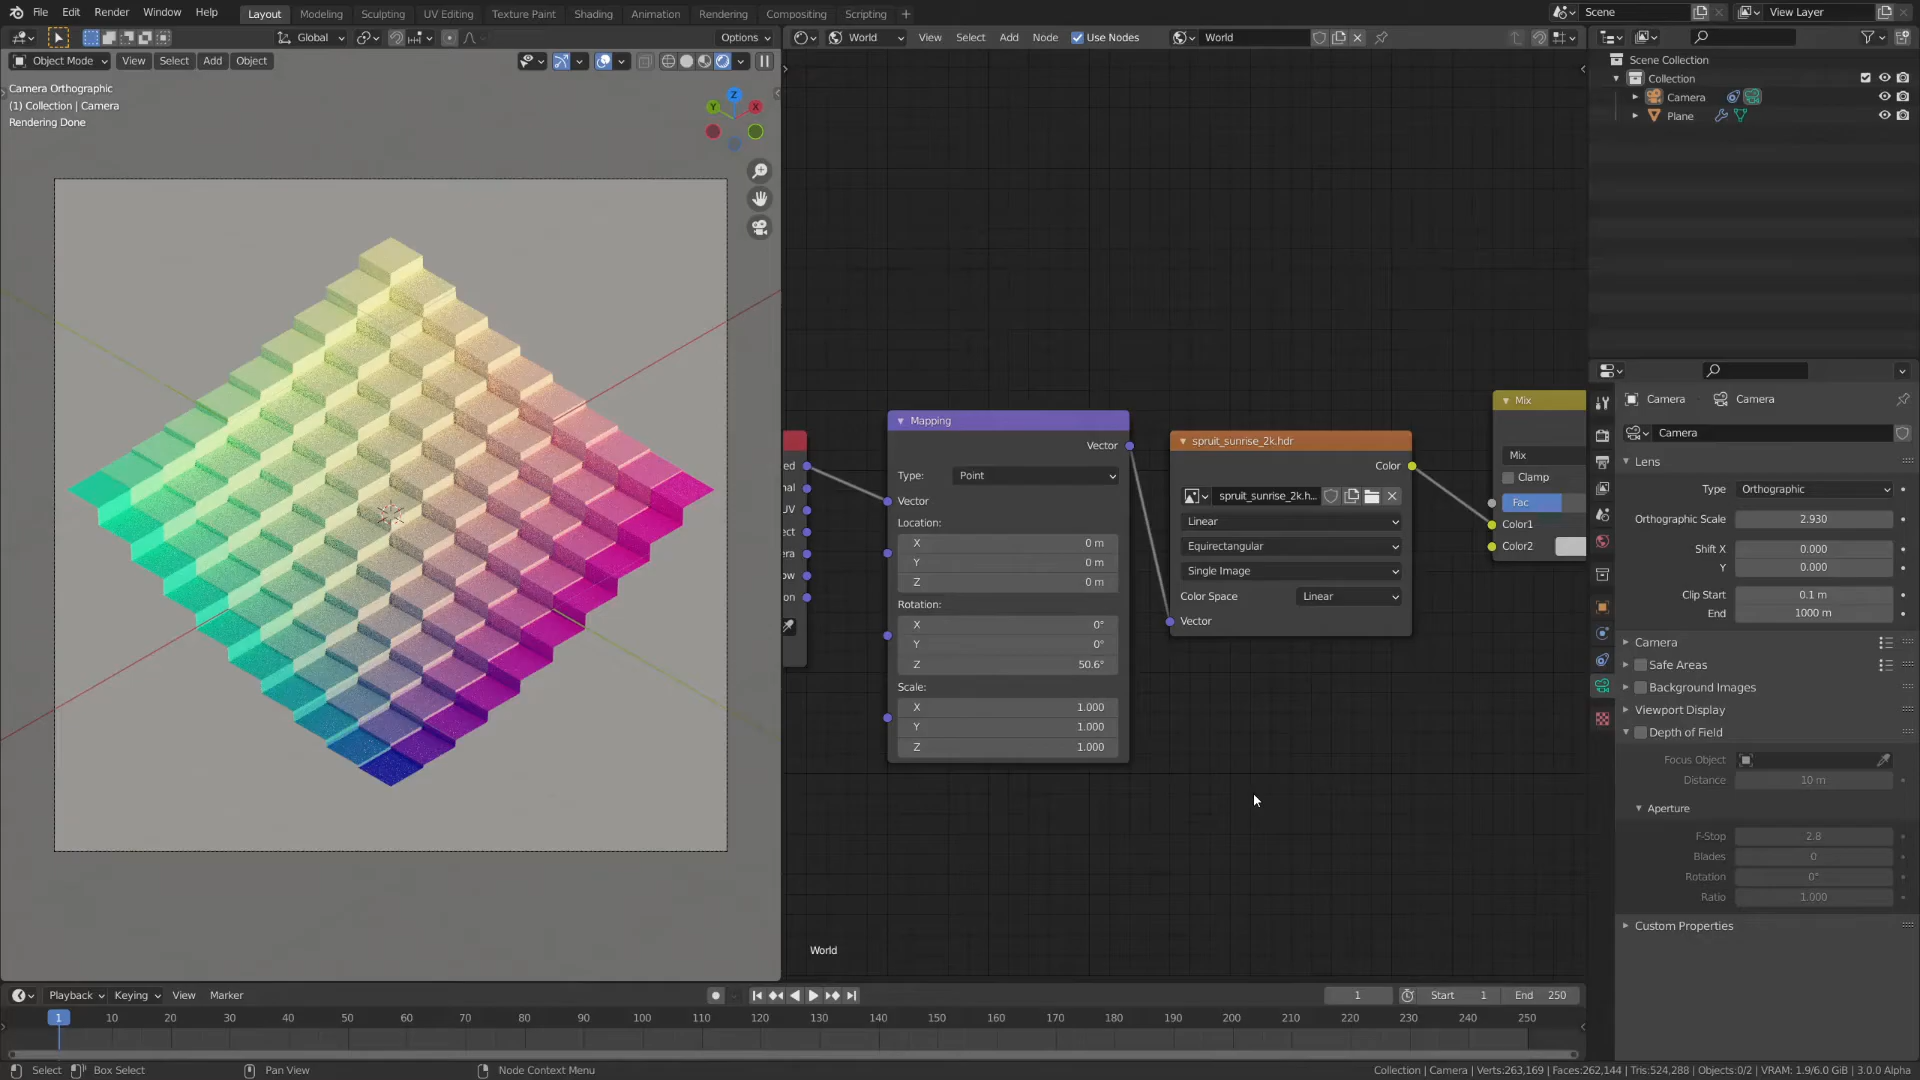 File Edit Render Window Help Layout Modeling Sculpting UV Editing Texture Paint Shading Animation Rendering Compositing Scripting + Scene View Layer
Global Options World View Select Add Node Use Nodes World
Object Mode View Select Add Object
Camera Orthographic
(1) Collection | Camera
Rendering Done
Z
Y
X
Mapping
Vector
Type: Point
Vector
Location:
X 0 m
Y 0 m
Z 0 m
Rotation:
X 0°
Y 0°
Z 50.6°
Scale:
X 1.000
Y 1.000
Z 1.000
ed
nal
UV
ect
era
ow
on
spruit_sunrise_2k.hdr
Color
spruit_sunrise_2k.h...
Linear
Equirectangular
Single Image
Color Space Linear
Vector
Mix
Mix
Clamp
Fac
Color1
Color2
World
Scene Collection
Collection
Camera
Plane
Camera Camera
Camera
Lens
Type Orthographic
Orthographic Scale 2.930
Shift X 0.000
Y 0.000
Clip Start 0.1 m
End 1000 m
Camera
Safe Areas
Background Images
Viewport Display
Depth of Field
Focus Object
Distance 10 m
Aperture
F-Stop 2.8
Blades 0
Rotation 0°
Ratio 1.000
Custom Properties
Playback Keying View Marker 1 Start 1 End 250
1 10 20 30 40 50 60 70 80 90 100 110 120 130 140 150 160 170 180 190 200 210 220 230 240 250
Select Box Select Pan View Node Context Menu Collection | Camera | Verts:263,169 | Faces:262,144 | Tris:524,288 | Objects:0/2 | VRAM: 1.9/6.0 GiB | 3.0.0 Alpha